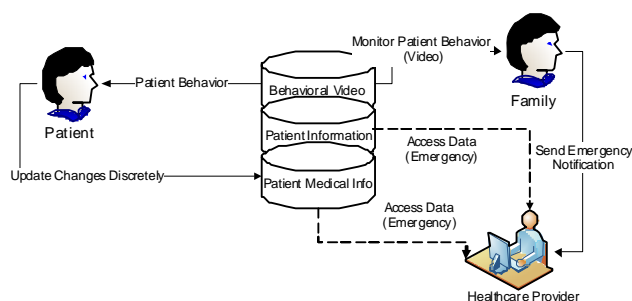 Monitor Patient Behavior
(Video)
Patient Behavior
Behavioral Video
Family
Patient
Patient Information
Access Data
(Emergency)
Send Emergency
Notification
Update Changes Discretely
Patient Medical Info
Access Data
(Emergency)
Healthcare Provider